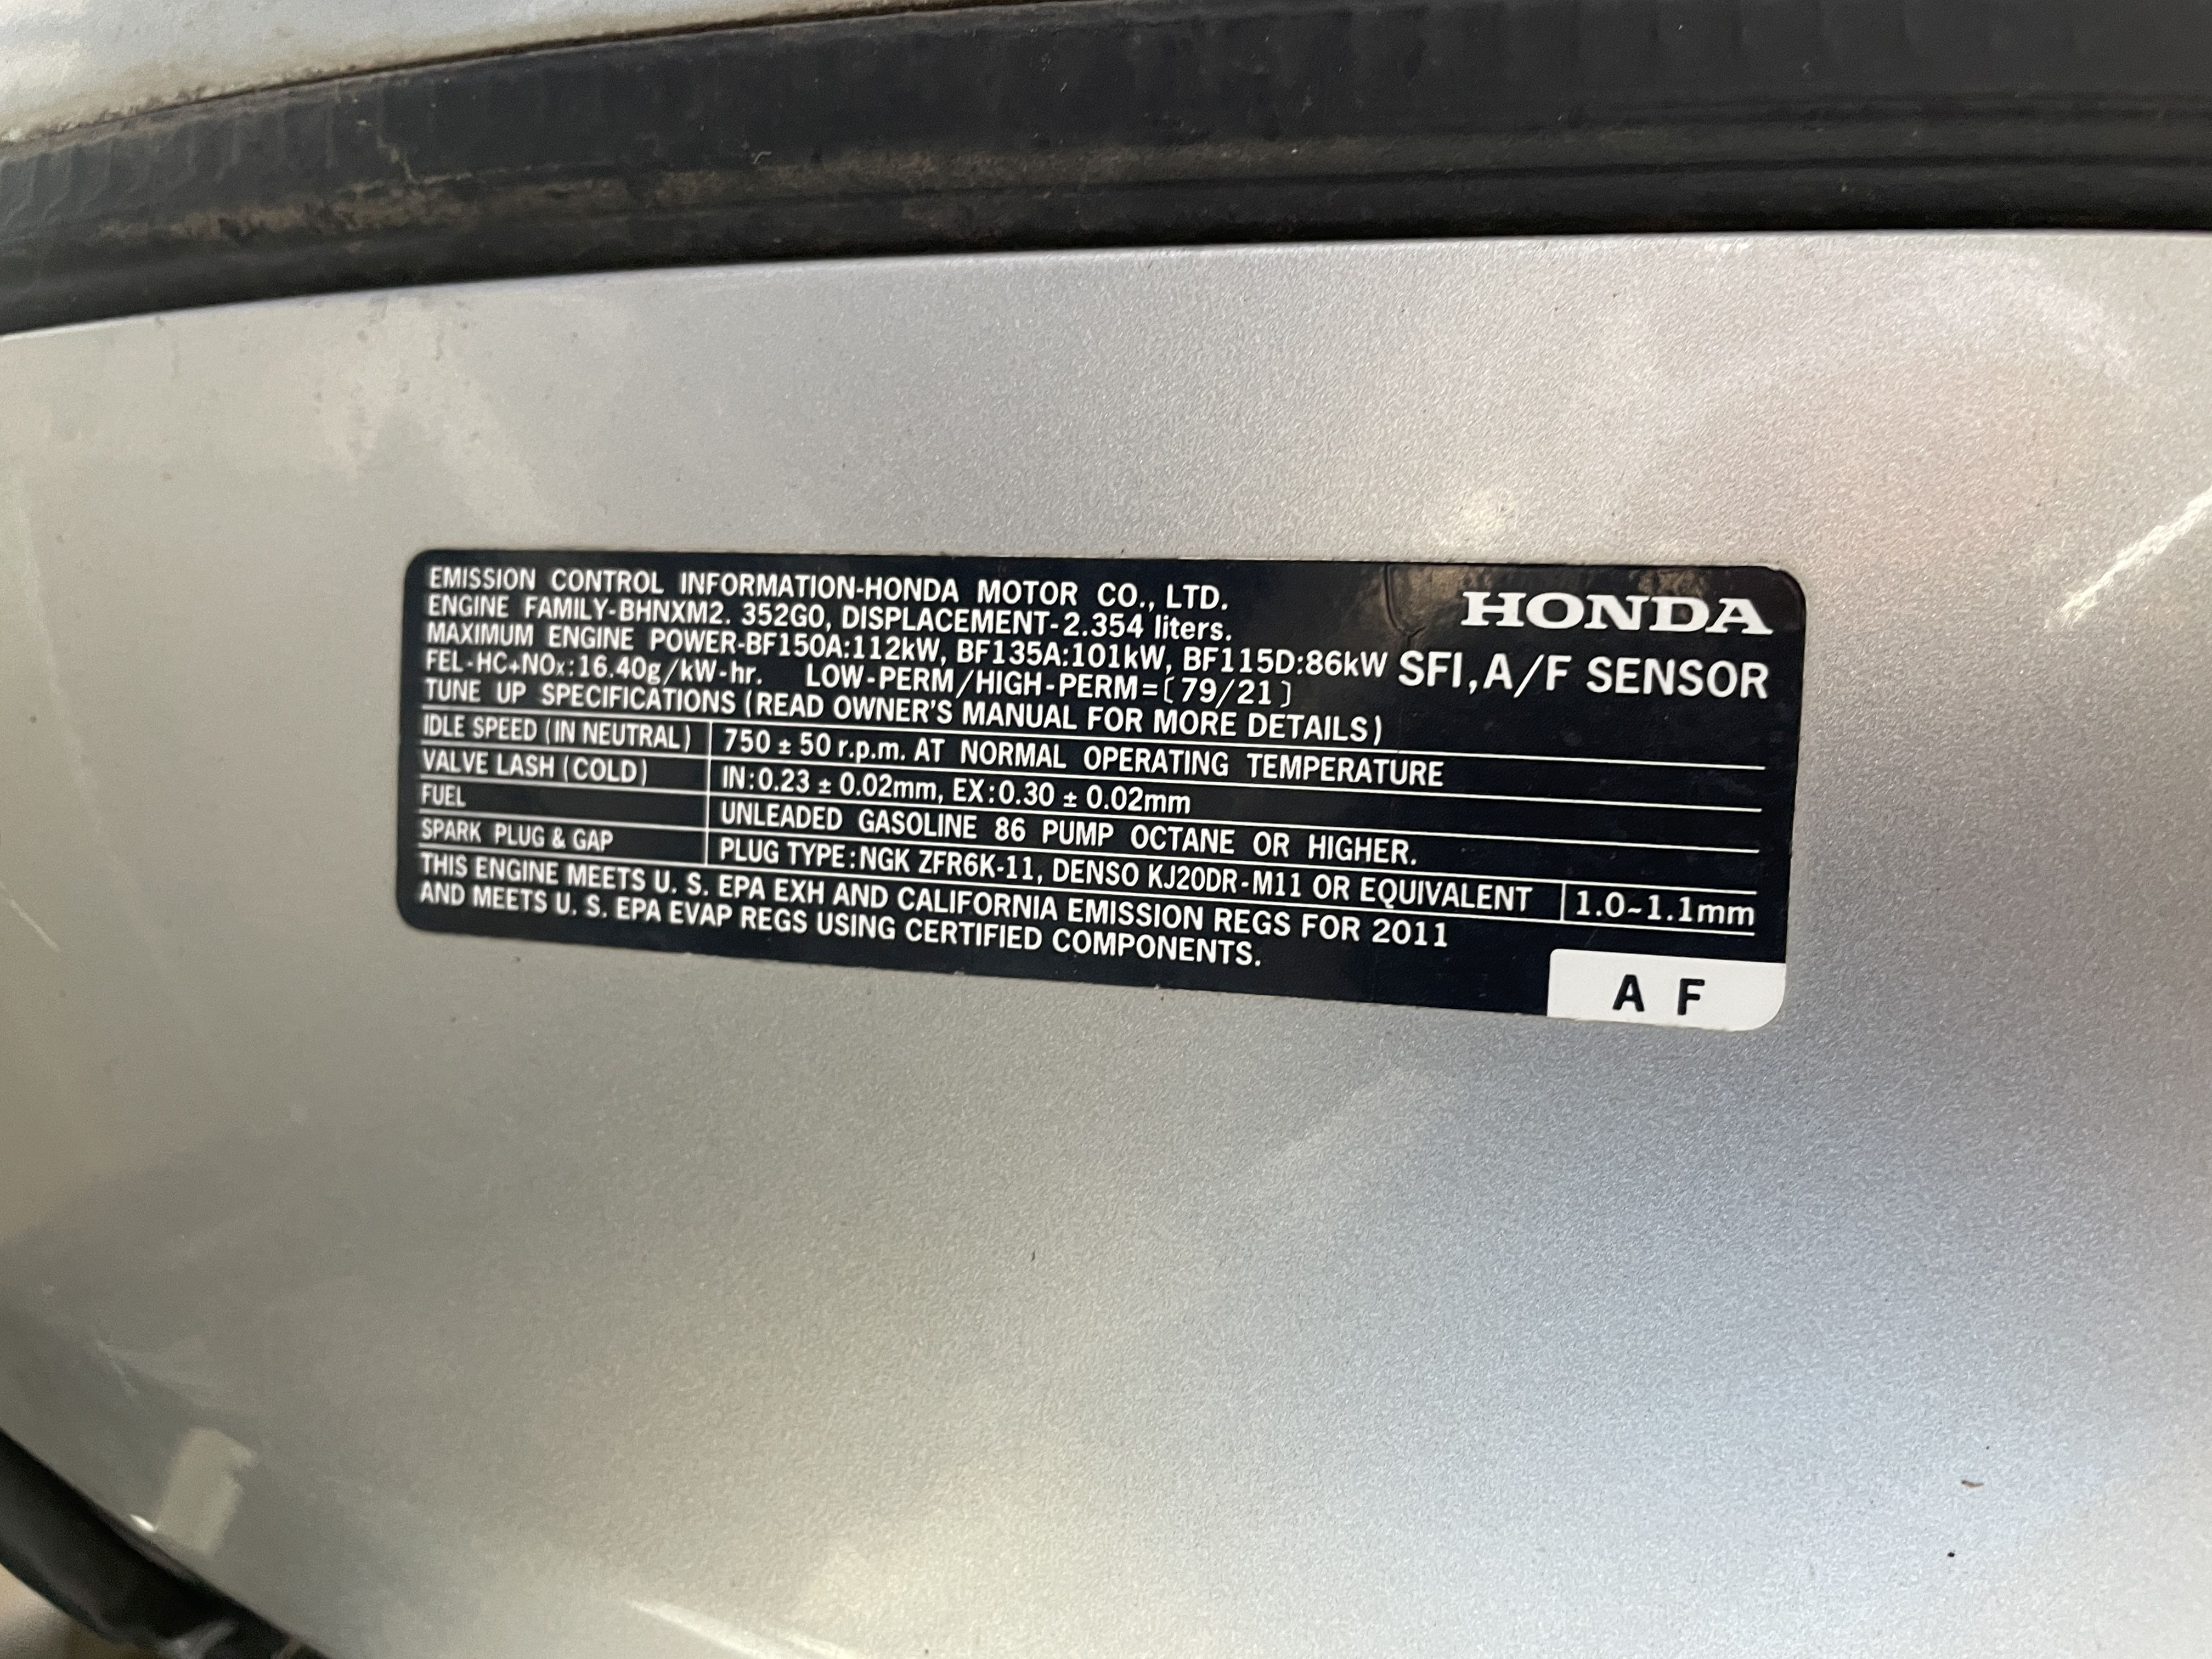 EMISSION CONTROL INFORMATION-HONDA MOTOR CO., LTD.
HONDA
ENGINE FAMILY-BHNXM2. 352G0, DISPLACEMENT-2.354 liters.
MAXIMUM ENGINE POWER-BF150A:112kW, BF135A:101kW, BF115D:86kW
SFI,A/F SENSOR
FEL-HC+NOx:16.40g/kW-hr. LOW-PERM/HIGH-PERM=[79/21]
TUNE UP SPECIFICATIONS (READ OWNER'S MANUAL FOR MORE DETAILS)
IDLE SPEED (IN NEUTRAL) 750 ± 50 r.p.m. AT NORMAL OPERATING TEMPERATURE
VALVE LASH (COLD) IN:0.23 ± 0.02mm, EX:0.30 ± 0.02mm
FUEL UNLEADED GASOLINE 86 PUMP OCTANE OR HIGHER.
SPARK PLUG & GAP PLUG TYPE:NGK ZFR6K-11, DENSO KJ20DR-M11 OR EQUIVALENT 1.0~1.1mm
THIS ENGINE MEETS U. S. EPA EXH AND CALIFORNIA EMISSION REGS FOR 2011
AND MEETS U. S. EPA EVAP REGS USING CERTIFIED COMPONENTS.
A F